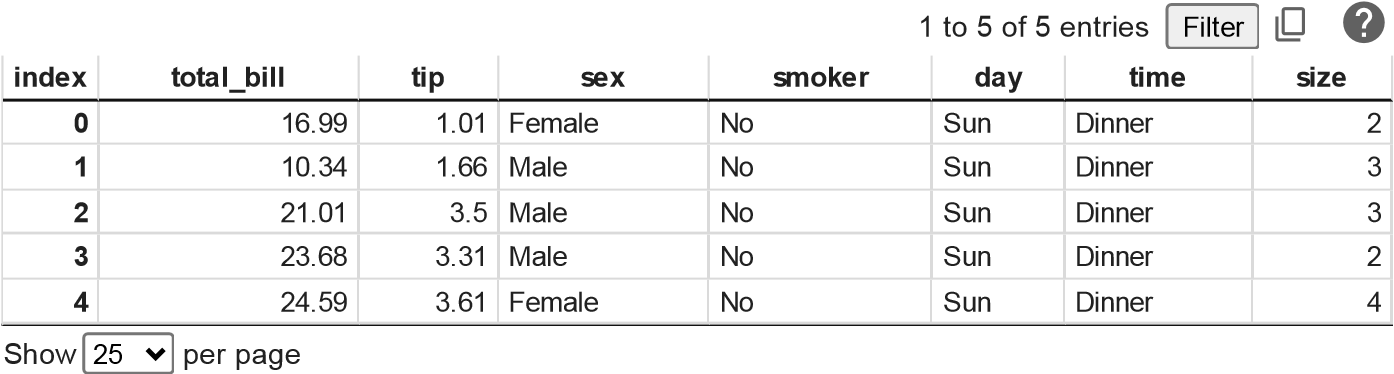 1 to 5 of 5 entries Filter ?
index total_bill tip sex smoker day time size
0 16.99 1.01 Female No Sun Dinner 2
1 10.34 1.66 Male No Sun Dinner 3
2 21.01 3.5 Male No Sun Dinner 3
3 23.68 3.31 Male No Sun Dinner 2
4 24.59 3.61 Female No Sun Dinner 4
Show 25 per page